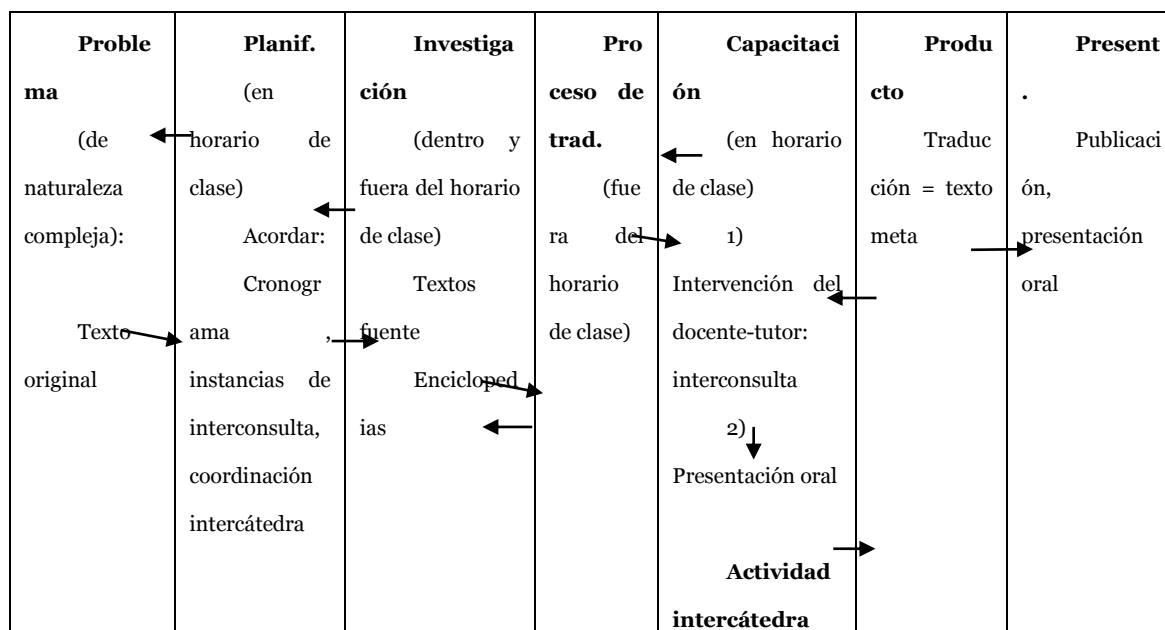 Proble
ma
(de
naturaleza
compleja):
Texto
original
Planif.
(en
horario de
clase)
Acordar:
Cronogr
ama ,
instancias de
interconsulta,
coordinación
intercátedra
Investiga
ción
(dentro y
fuera del horario
de clase)
Textos
fuente
Encicloped
ias
Pro
ceso de
trad.
(fue
ra del
horario
de clase)
Capacitaci
ón
(en horario
de clase)
1)
Intervención del
docente-tutor:
interconsulta
2)
Presentación oral
Actividad
intercátedra
Produ
cto
Traduc
ción = texto
meta
Present
.
Publicaci
ón,
presentación
oral